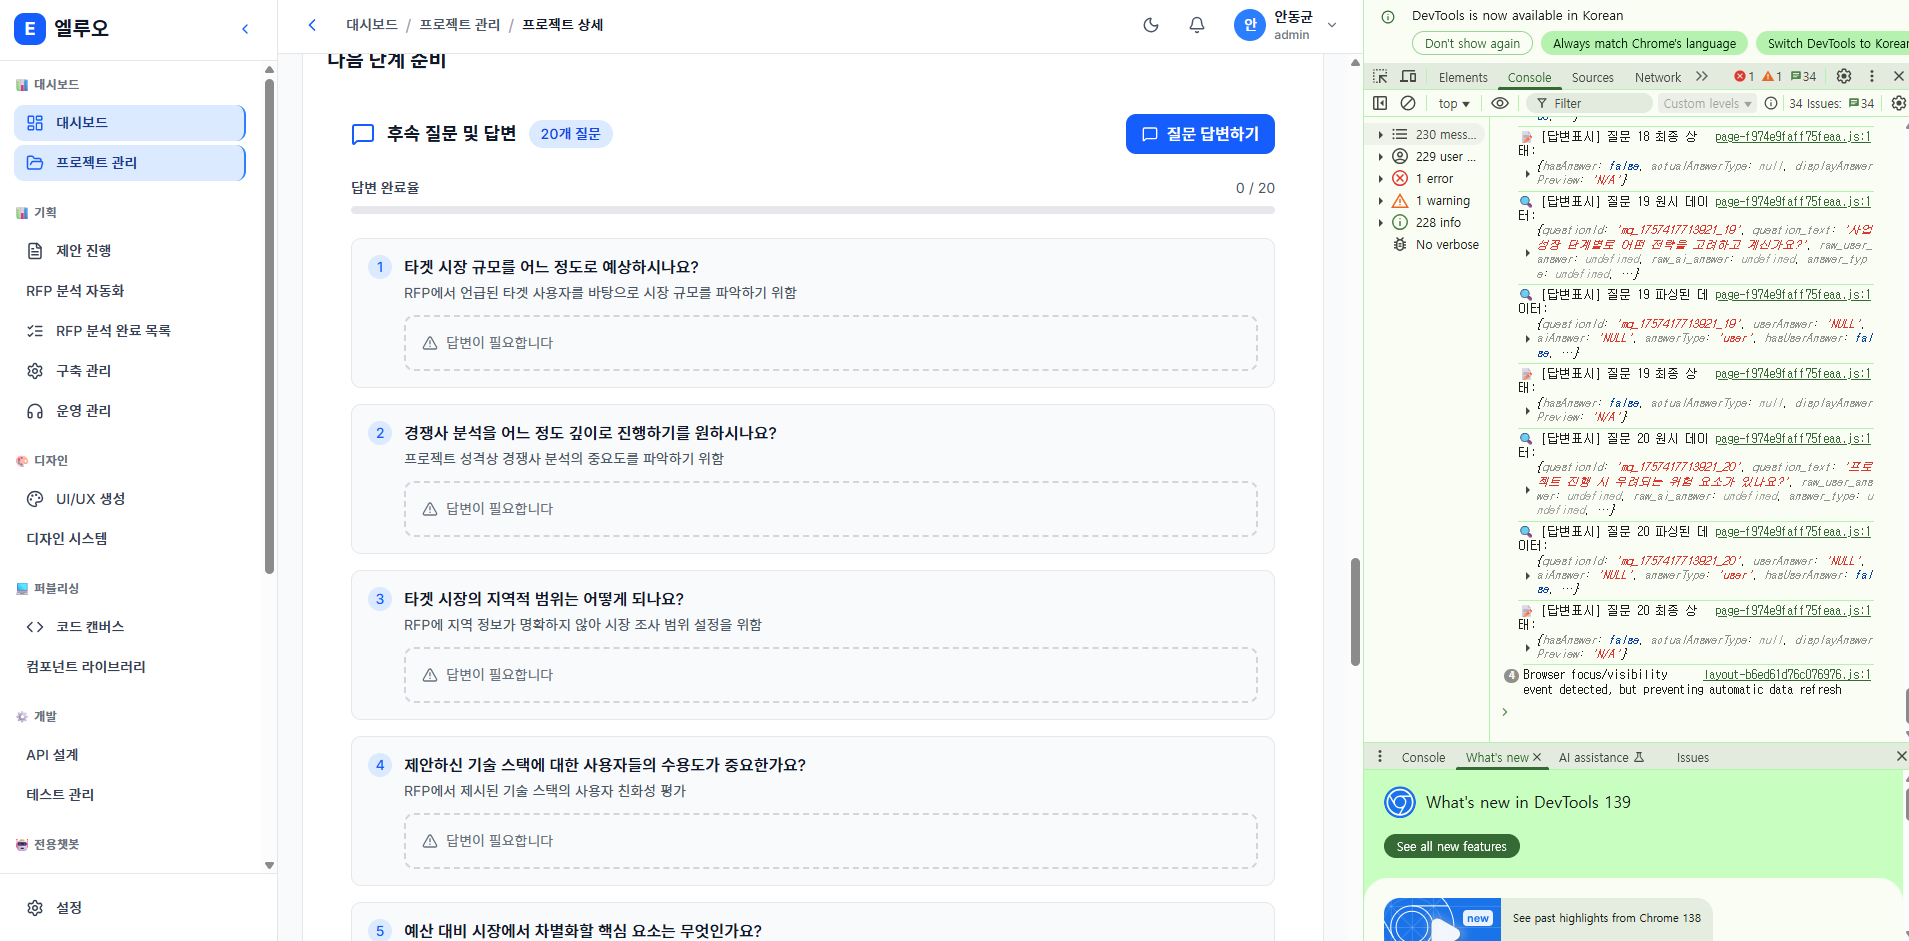 E 엘루오
대시보드
대시보드
프로젝트 관리
기획
제안 진행
RFP 분석 자동화
RFP 분석 완료 목록
구축 관리
운영 관리
디자인
UI/UX 생성
디자인 시스템
퍼블리싱
코드 캔버스
컴포넌트 라이브러리
개발
API 설계
테스트 관리
전용챗봇
설정
대시보드 / 프로젝트 관리 / 프로젝트 상세
안 안동균
admin
다음 단계 준비
후속 질문 및 답변 20개 질문
질문 답변하기
답변 완료율 0 / 20
1 타겟 시장 규모를 어느 정도로 예상하시나요?
RFP에서 언급된 타겟 사용자를 바탕으로 시장 규모를 파악하기 위함
답변이 필요합니다
2 경쟁사 분석을 어느 정도 깊이로 진행하기를 원하시나요?
프로젝트 성격상 경쟁사 분석의 중요도를 파악하기 위함
답변이 필요합니다
3 타겟 시장의 지역적 범위는 어떻게 되나요?
RFP에 지역 정보가 명확하지 않아 시장 조사 범위 설정을 위함
답변이 필요합니다
4 제안하신 기술 스택에 대한 사용자들의 수용도가 중요한가요?
RFP에서 제시된 기술 스택의 사용자 친화성 평가
답변이 필요합니다
5 예산 대비 시장에서 차별화할 핵심 요소는 무엇인가요?
DevTools is now available in Korean
Don't show again Always match Chrome's language Switch DevTools to Korean
Elements Console Sources Network 1 1 34
top Filter Custom levels 34 Issues: 34
230 mess...
229 user ...
1 error
1 warning
228 info
No verbose
se, …}
[답변표시] 질문 18 최종 상 page-f974e9faff75feaa.js:1
태:
{hasAnswer: false, actualAnswerType: null, displayAnswer
Preview: 'N/A'}
[답변표시] 질문 19 원시 데이 page-f974e9faff75feaa.js:1
터:
{questionId: 'mq_1757417713921_19', question_text: '사업
성장 단계별로 어떤 전략을 고려하고 계신가요?', raw_user_
answer: undefined, raw_ai_answer: undefined, answer_typ
e: undefined, …}
[답변표시] 질문 19 파싱된 데 page-f974e9faff75feaa.js:1
이터:
{questionId: 'mq_1757417713921_19', userAnswer: 'NULL',
aiAnswer: 'NULL', answerType: 'user', hasUserAnswer: fal
se, …}
[답변표시] 질문 19 최종 상 page-f974e9faff75feaa.js:1
태:
{hasAnswer: false, actualAnswerType: null, displayAnswer
Preview: 'N/A'}
[답변표시] 질문 20 원시 데이 page-f974e9faff75feaa.js:1
터:
{questionId: 'mq_1757417713921_20', question_text: '프로
젝트 진행 시 우려되는 위험 요소가 있나요?', raw_user_ans
wer: undefined, raw_ai_answer: undefined, answer_type: u
ndefined, …}
[답변표시] 질문 20 파싱된 데 page-f974e9faff75feaa.js:1
이터:
{questionId: 'mq_1757417713921_20', userAnswer: 'NULL',
aiAnswer: 'NULL', answerType: 'user', hasUserAnswer: fal
se, …}
[답변표시] 질문 20 최종 상 page-f974e9faff75feaa.js:1
태:
{hasAnswer: false, actualAnswerType: null, displayAnswer
Preview: 'N/A'}
4 Browser focus/visibility layout-b6ed61d76c076976.js:1
event detected, but preventing automatic data refresh
Console What's new AI assistance Issues
What's new in DevTools 139
See all new features
new See past highlights from Chrome 138